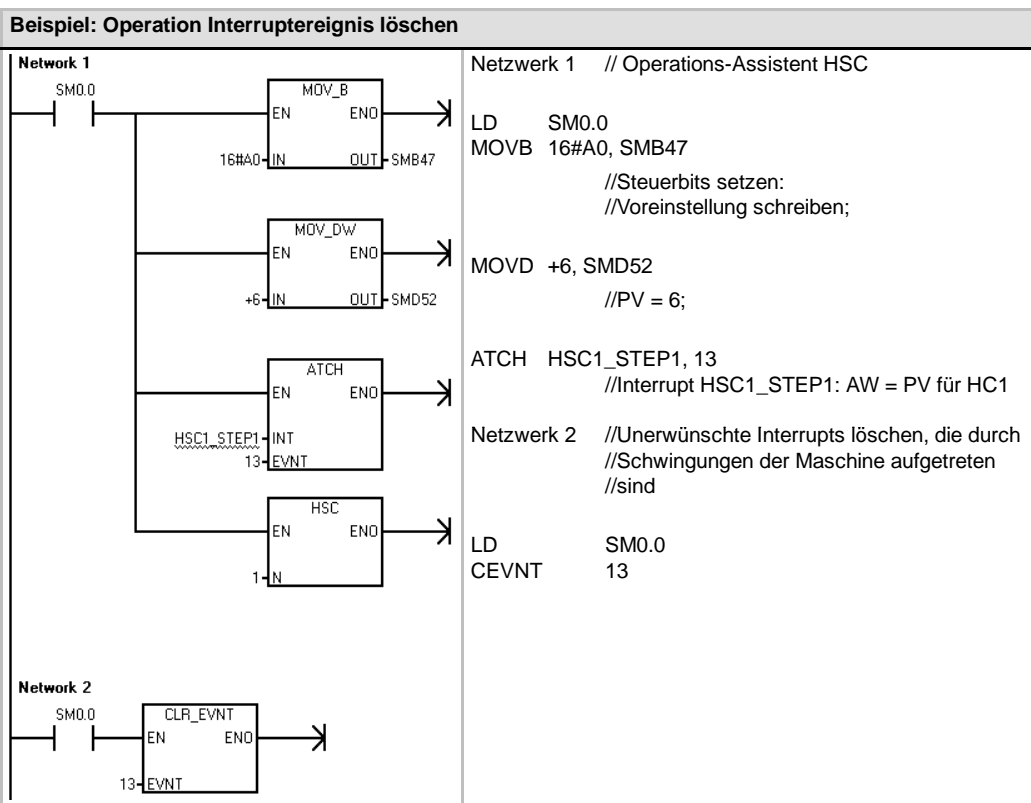 Beispiel: Operation Interruptereignis löschen
Network 1
SM0.0
MOV_B
EN ENO
16#A0 IN OUT SMB47
MOV_DW
EN ENO
+6 IN OUT SMD52
ATCH
EN ENO
HSC1_STEP1 INT
13 EVNT
HSC
EN ENO
1 N
Network 2
SM0.0
CLR_EVNT
EN ENO
13 EVNT
Netzwerk 1 // Operations-Assistent HSC
LD SM0.0
MOVB 16#A0, SMB47
//Steuerbits setzen:
//Voreinstellung schreiben;
MOVD +6, SMD52
//PV = 6;
ATCH HSC1_STEP1, 13
//Interrupt HSC1_STEP1: AW = PV für HC1
Netzwerk 2 //Unerwünschte Interrupts löschen, die durch
//Schwingungen der Maschine aufgetreten
//sind
LD SM0.0
CEVNT 13